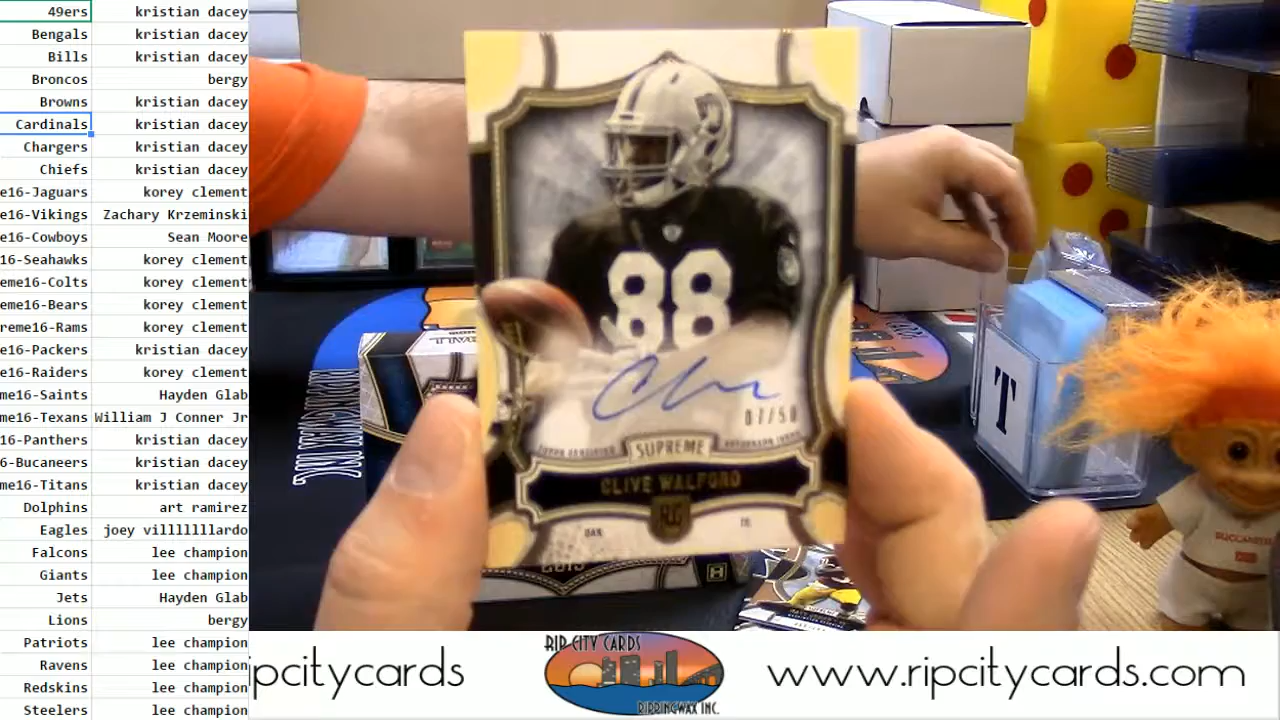 49ers kristian dacey
Bengals kristian dacey
Bills kristian dacey
Broncos bergy
Browns kristian dacey
Cardinals kristian dacey
Chargers kristian dacey
Chiefs kristian dacey
e16-Jaguars korey clement
e16-Vikings Zachary Krzeminski
e16-Cowboys Sean Moore
16-Seahawks korey clement
eme16-Colts korey clement
eme16-Bears korey clement
reme16-Rams korey clement
e16-Packers kristian dacey
e16-Raiders korey clement
me16-Saints Hayden Glab
me16-Texans William J Conner Jr
16-Panthers kristian dacey
6-Bucaneers kristian dacey
me16-Titans kristian dacey
Dolphins art ramirez
Eagles joey villlllllardo
Falcons lee champion
Giants lee champion
Jets Hayden Glab
Lions bergy
Patriots lee champion
Ravens lee champion
Redskins lee champion
Steelers lee champion
88
07/50
SUPREME
CLIVE WALFORD
RC
OAK
TE
T
BUCCANEERS
ipcitycards
RIP CITY CARDS
RIPPINGWAX INC.
www.ripcitycards.com